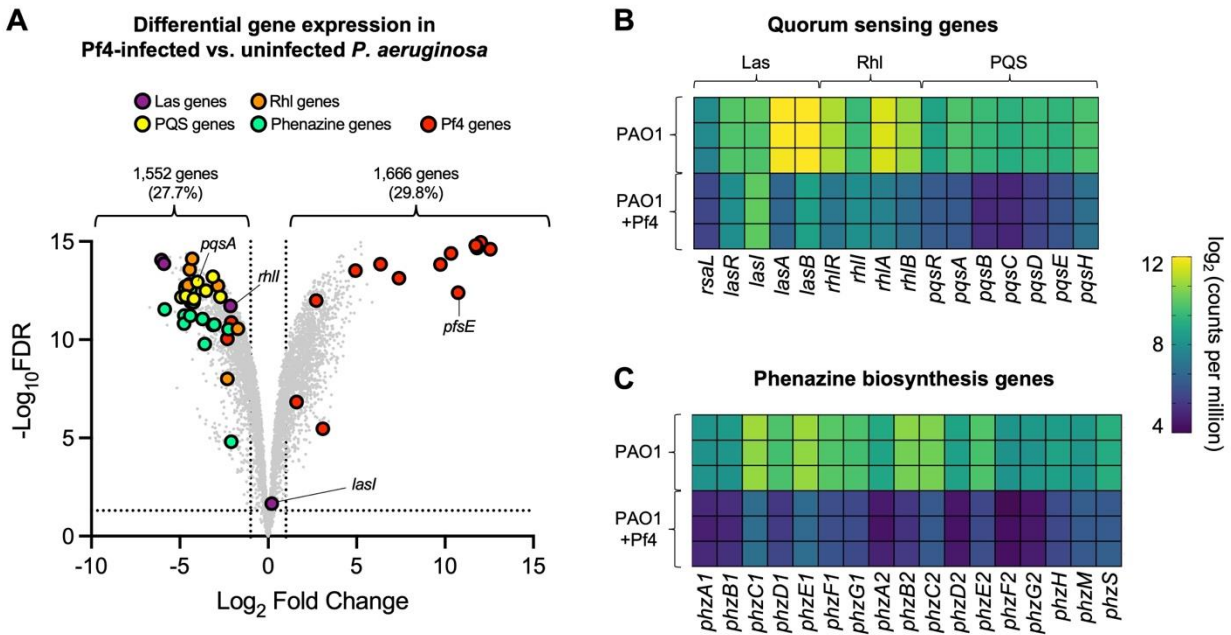 A
Differential gene expression in
Pf4-infected vs. uninfected P. aeruginosa
Las genes
Rhl genes
PQS genes
Phenazine genes
Pf4 genes
1,552 genes
(27.7%)
1,666 genes
(29.8%)
pqsA
rhlI
pfsE
lasI
15
10
5
0
-Log10FDR
-10
-5
0
5
10
15
Log2 Fold Change
B
Quorum sensing genes
Las
Rhl
PQS
PAO1
PAO1
+Pf4
rsaL
lasR
lasI
lasA
lasB
rhlR
rhlI
rhlA
rhlB
pqsR
pqsA
pqsB
pqsC
pqsD
pqsE
pqsH
C
Phenazine biosynthesis genes
PAO1
PAO1
+Pf4
phzA1
phzB1
phzC1
phzD1
phzE1
phzF1
phzG1
phzA2
phzB2
phzC2
phzD2
phzE2
phzF2
phzG2
phzH
phzM
phzS
12
4
log2 (counts per million)